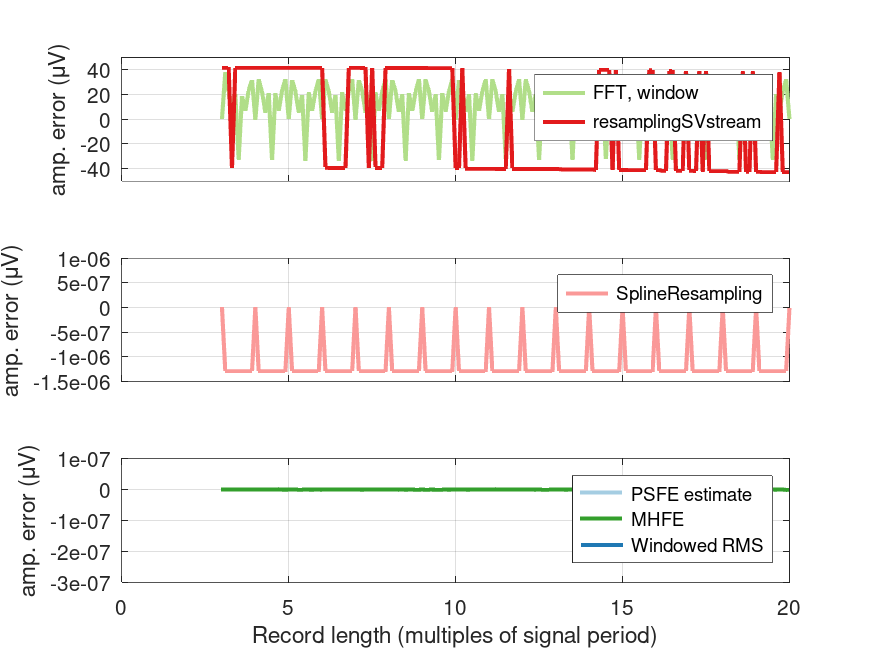 amp. error (µV)
40
20
0
-20
-40
FFT, window
resamplingSVstream
amp. error (µV)
1e-06
5e-07
0
-5e-07
-1e-06
-1.5e-06
SplineResampling
amp. error (µV)
1e-07
0
-1e-07
-2e-07
-3e-07
PSFE estimate
MHFE
Windowed RMS
0 5 10 15 20
Record length (multiples of signal period)